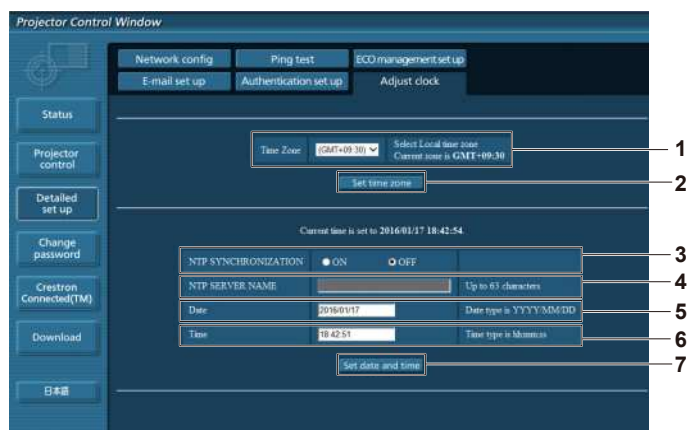 Projector Control Window
Network config
Ping test
ECO management set up
E-mail set up
Authentication set up
Adjust clock
Status
Projector
control
Detailed
set up
Change
password
Crestron
Connected(TM)
Download
日本語
Time Zone
(GMT+09:30)
Select Local time zone
Current zone is GMT+09:30
1
Set time zone
2
Current time is set to 2016/01/17 18:42:54.
NTP SYNCHRONIZATION
ON
OFF
3
NTP SERVER NAME
Up to 63 characters
4
Date
2016/01/17
Date type is YYYY/MM/DD
5
Time
18:42:51
Time type is hh:mm:ss
6
Set date and time
7